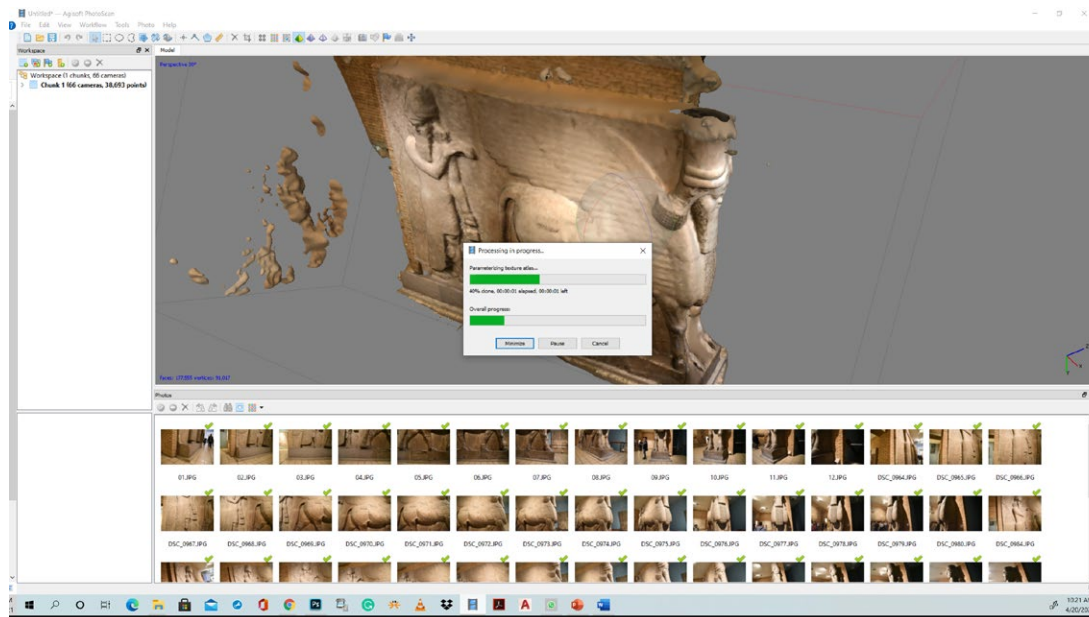 Untitled* — Agisoft PhotoScan
File Edit View Workflow Tools Photo Help
Workspace
Model
Workspace (1 chunks, 66 cameras)
Chunk 1 (66 cameras, 38,693 points)
Perspective 30°
Processing in progress...
Parameterizing texture atlas...
40% done, 00:00:01 elapsed, 00:00:01 left
Overall progress:
Minimize Pause Cancel
Photos
01.JPG 02.JPG 03.JPG 04.JPG 05.JPG 06.JPG 07.JPG 08.JPG 09.JPG 10.JPG 11.JPG 12.JPG DSC_0964.JPG DSC_0965.JPG DSC_0966.JPG
DSC_0967.JPG DSC_0968.JPG DSC_0969.JPG DSC_0970.JPG DSC_0971.JPG DSC_0972.JPG DSC_0973.JPG DSC_0974.JPG DSC_0975.JPG DSC_0976.JPG DSC_0977.JPG DSC_0978.JPG DSC_0979.JPG DSC_0980.JPG DSC_0984.JPG